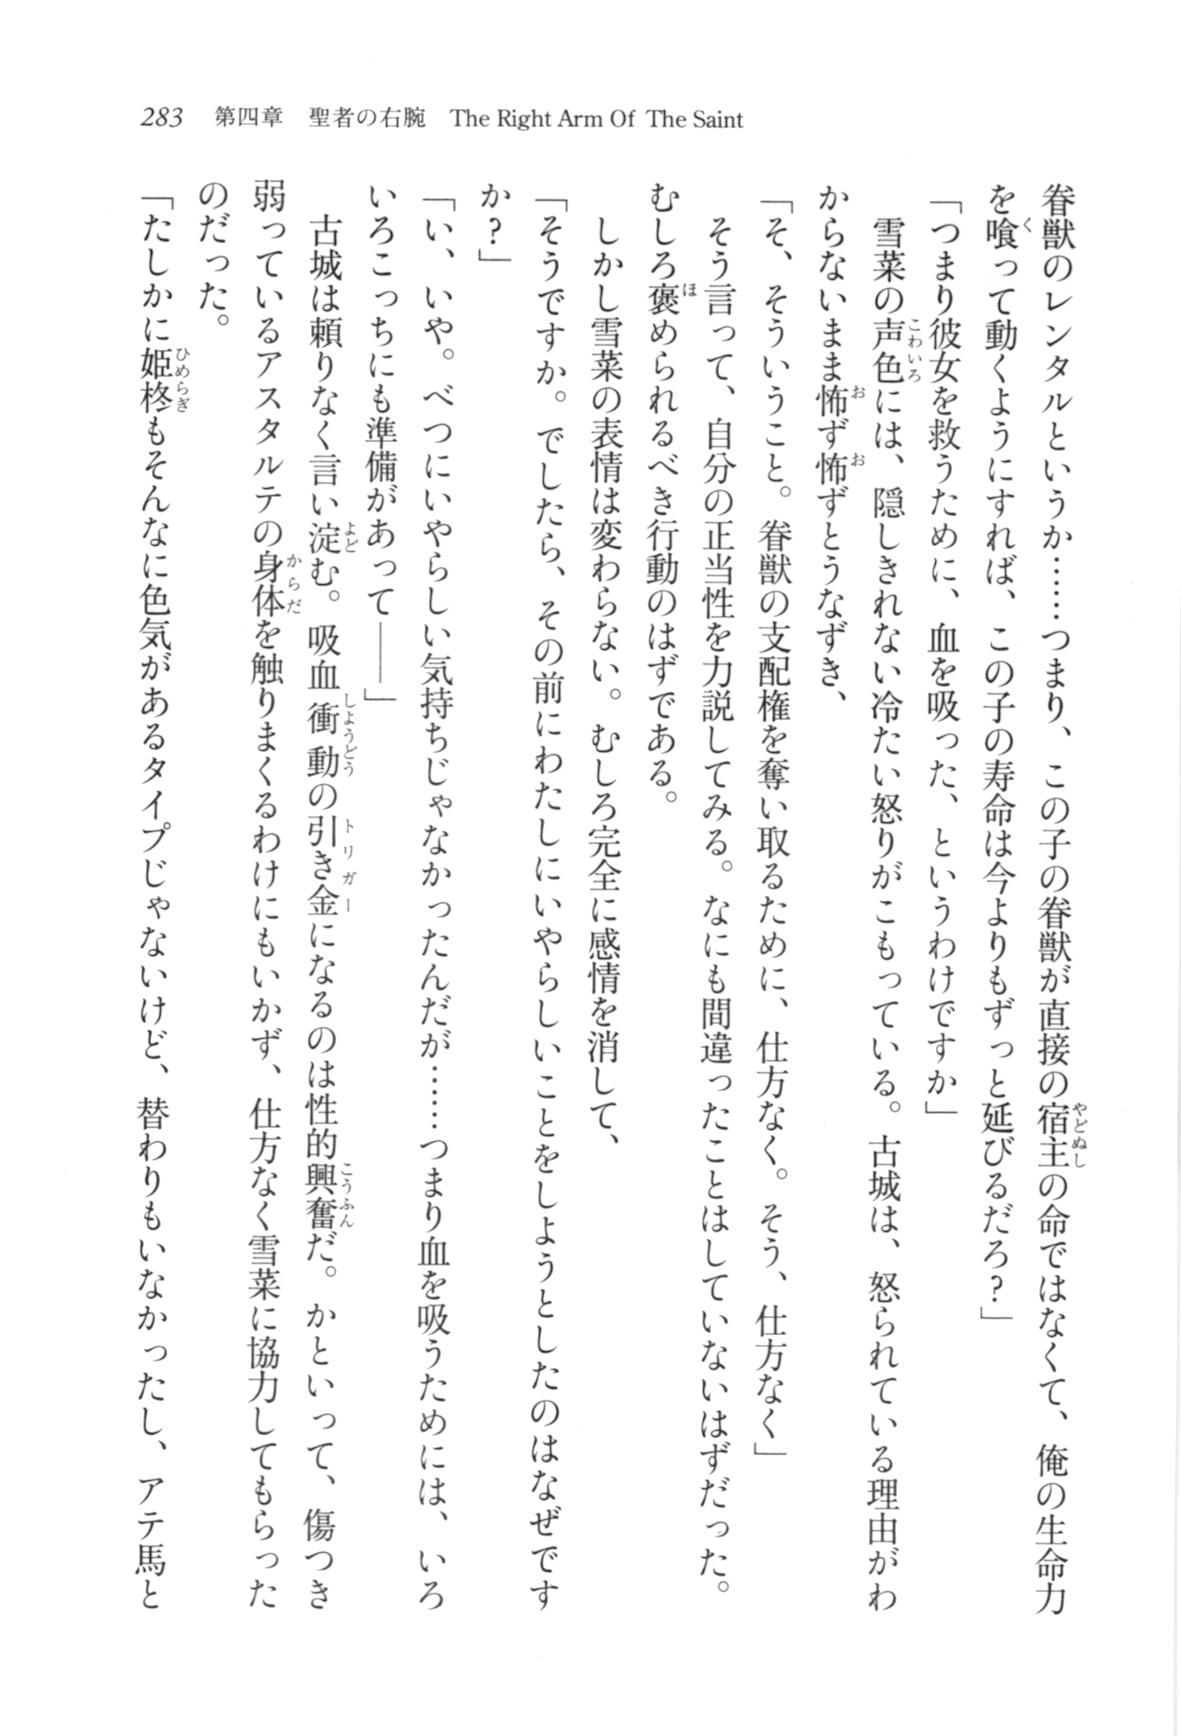 283　第四章　聖者の右腕　The Right Arm Of The Saint
眷獣のレンタルというか……つまり、この子の眷獣が直接の宿主の命ではなくて、俺の生命力
を喰って動くようにすれば、この子の寿命は今よりもずっと延びるだろ？」
「つまり彼女を救うために、血を吸った、というわけですか」
　雪菜の声色には、隠しきれない冷たい怒りがこもっている。古城は、怒られている理由がわ
からないまま怖ず怖ずとうなずき、
「そ、そういうこと。眷獣の支配権を奪い取るために、仕方なく。そう、仕方なく」
　そう言って、自分の正当性を力説してみる。なにも間違ったことはしていないはずだった。
むしろ褒められるべき行動のはずである。
　しかし雪菜の表情は変わらない。むしろ完全に感情を消して、
「そうですか。でしたら、その前にわたしにいやらしいことをしようとしたのはなぜです
か？」
「い、いや。べつにいやらしい気持ちじゃなかったんだが……つまり血を吸うためには、いろ
いろこっちにも準備があって――」
　古城は頼りなく言い淀む。吸血衝動の引き金になるのは性的興奮だ。かといって、傷つき
弱っているアスタルテの身体を触りまくるわけにもいかず、仕方なく雪菜に協力してもらった
のだった。
「たしかに姫柊もそんなに色気があるタイプじゃないけど、替わりもいなかったし、アテ馬と